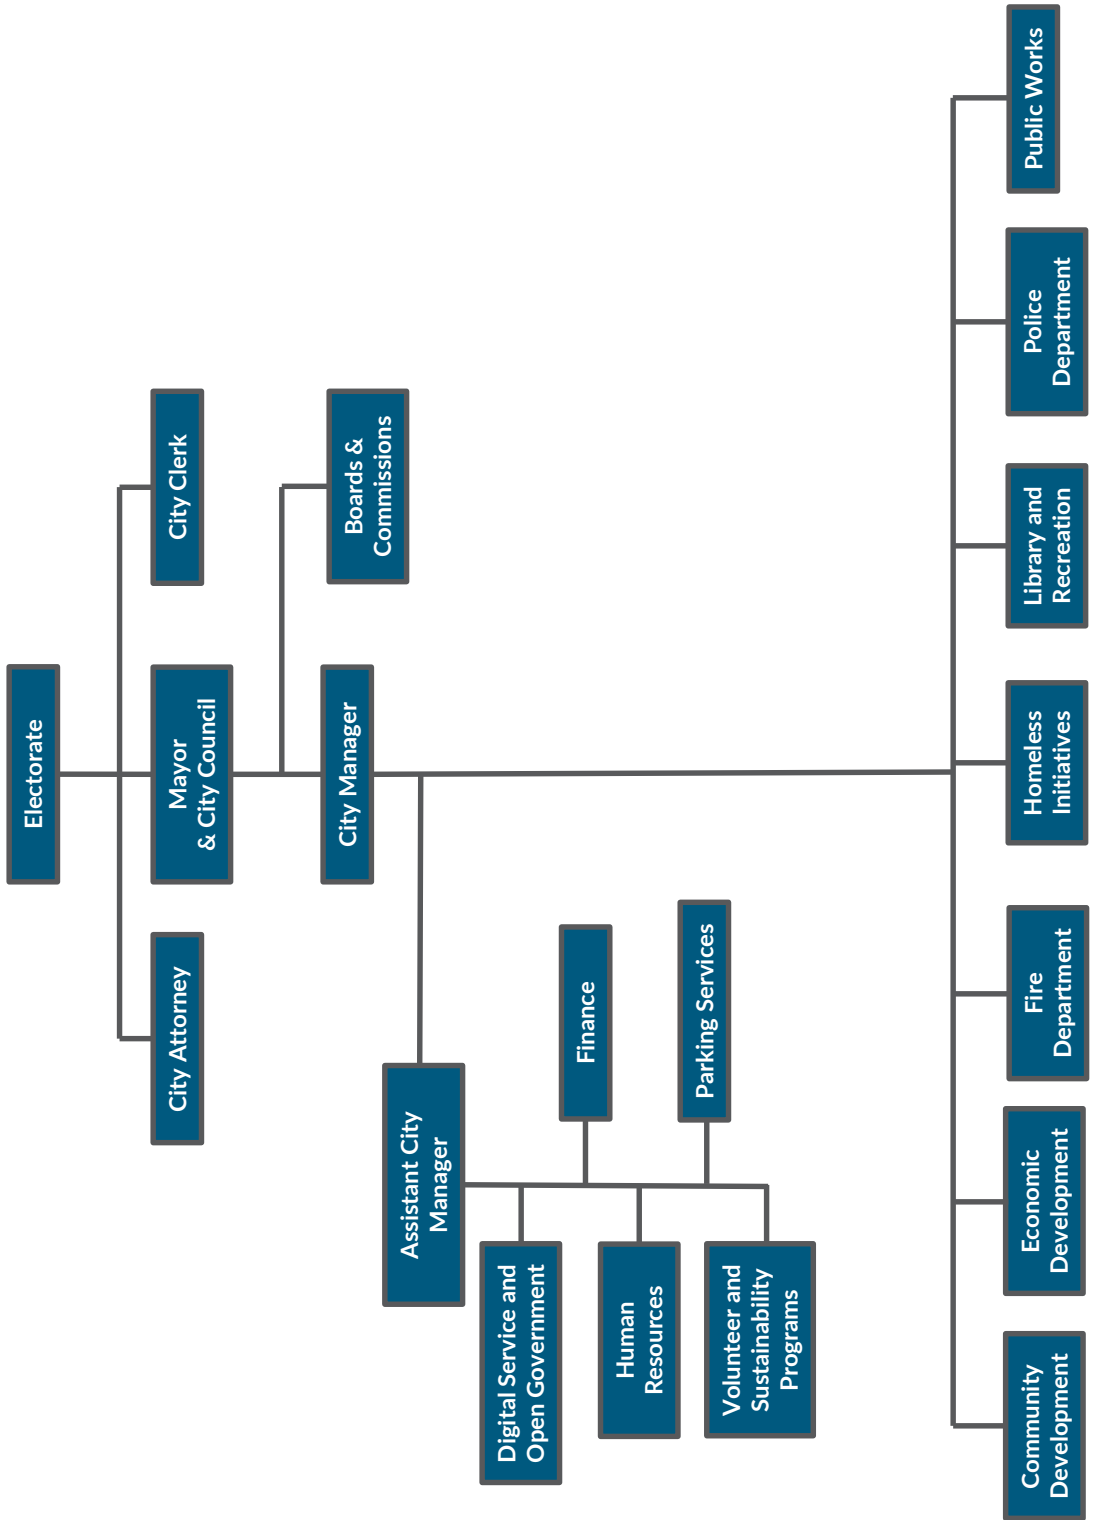 Electorate
City Attorney
Mayor
& City Council
City Clerk
City Manager
Boards &
Commissions
Assistant City
Manager
Digital Service and
Open Government
Finance
Human
Resources
Parking Services
Volunteer and
Sustainability
Programs
Community
Development
Economic
Development
Fire
Department
Homeless
Initiatives
Library and
Recreation
Police
Department
Public Works